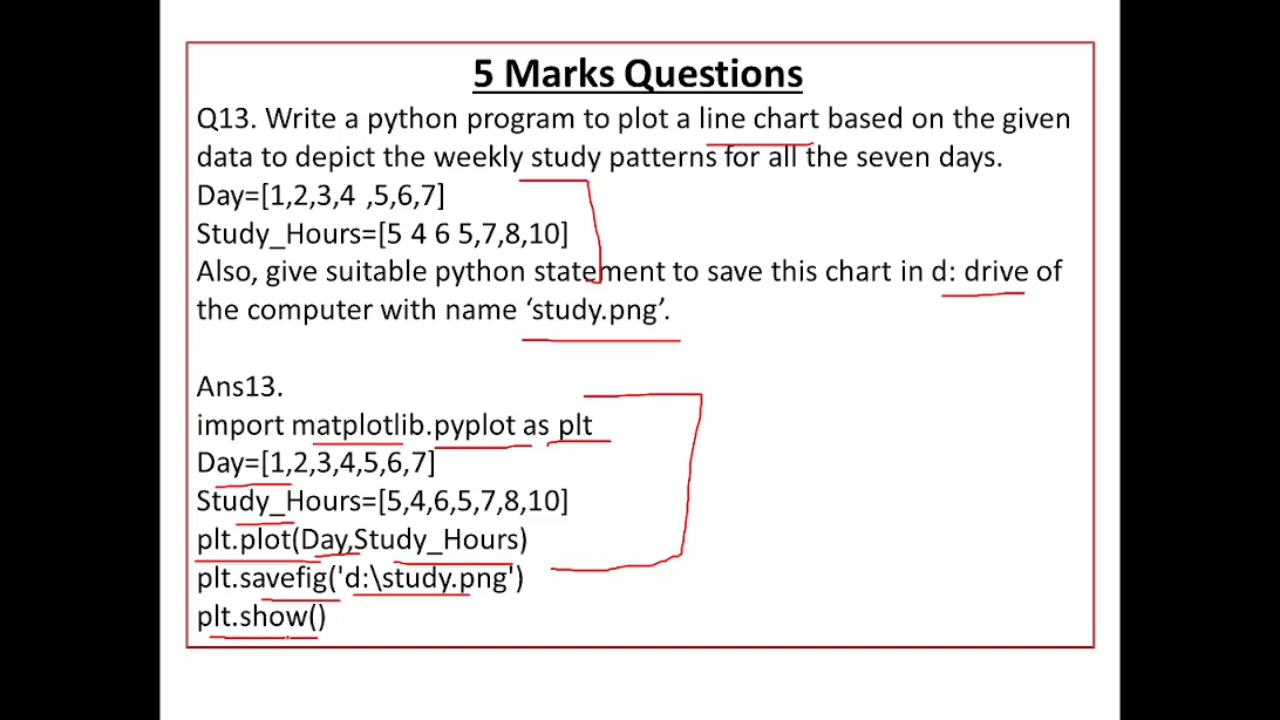 5 Marks Questions
Q13. Write a python program to plot a line chart based on the given
data to depict the weekly study patterns for all the seven days.
Day=[1,2,3,4 ,5,6,7]
Study_Hours=[5 4 6 5,7,8,10]
Also, give suitable python statement to save this chart in d: drive of
the computer with name ‘study.png’.
Ans13.
import matplotlib.pyplot as plt
Day=[1,2,3,4,5,6,7]
Study_Hours=[5,4,6,5,7,8,10]
plt.plot(Day,Study_Hours)
plt.savefig('d:\study.png')
plt.show()